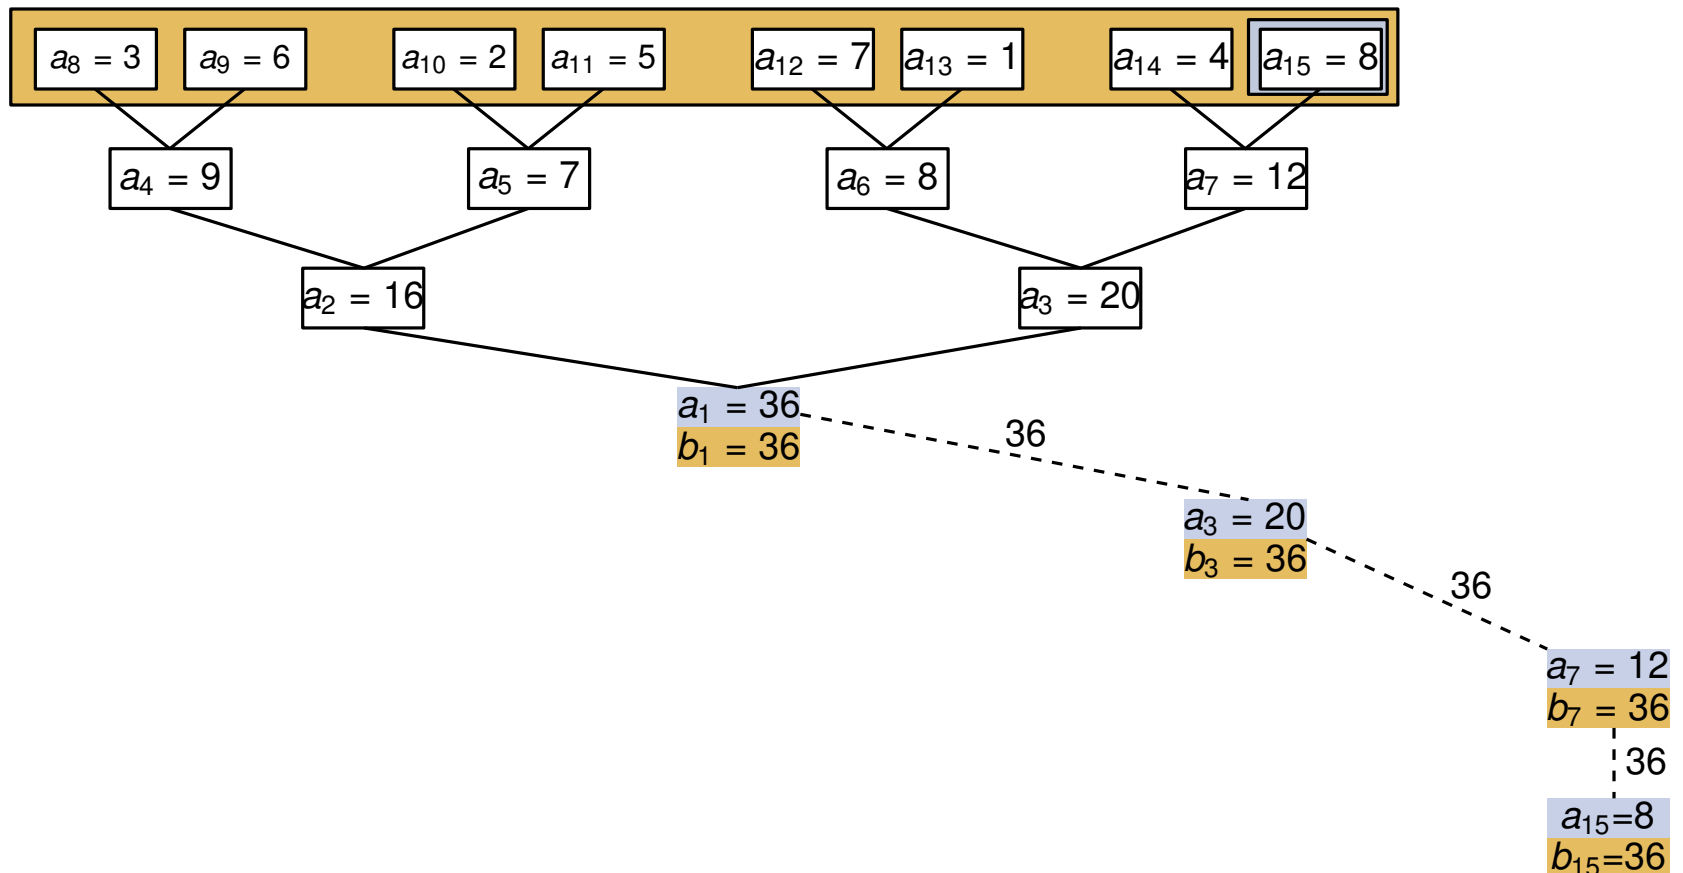 a₈ = 3 a₉ = 6 a₁₀ = 2 a₁₁ = 5 a₁₂ = 7 a₁₃ = 1 a₁₄ = 4 a₁₅ = 8
a₄ = 9 a₅ = 7 a₆ = 8 a₇ = 12
a₂ = 16 a₃ = 20
a₁ = 36
b₁ = 36
36
a₃ = 20
b₃ = 36
36
a₇ = 12
b₇ = 36
36
a₁₅=8
b₁₅=36